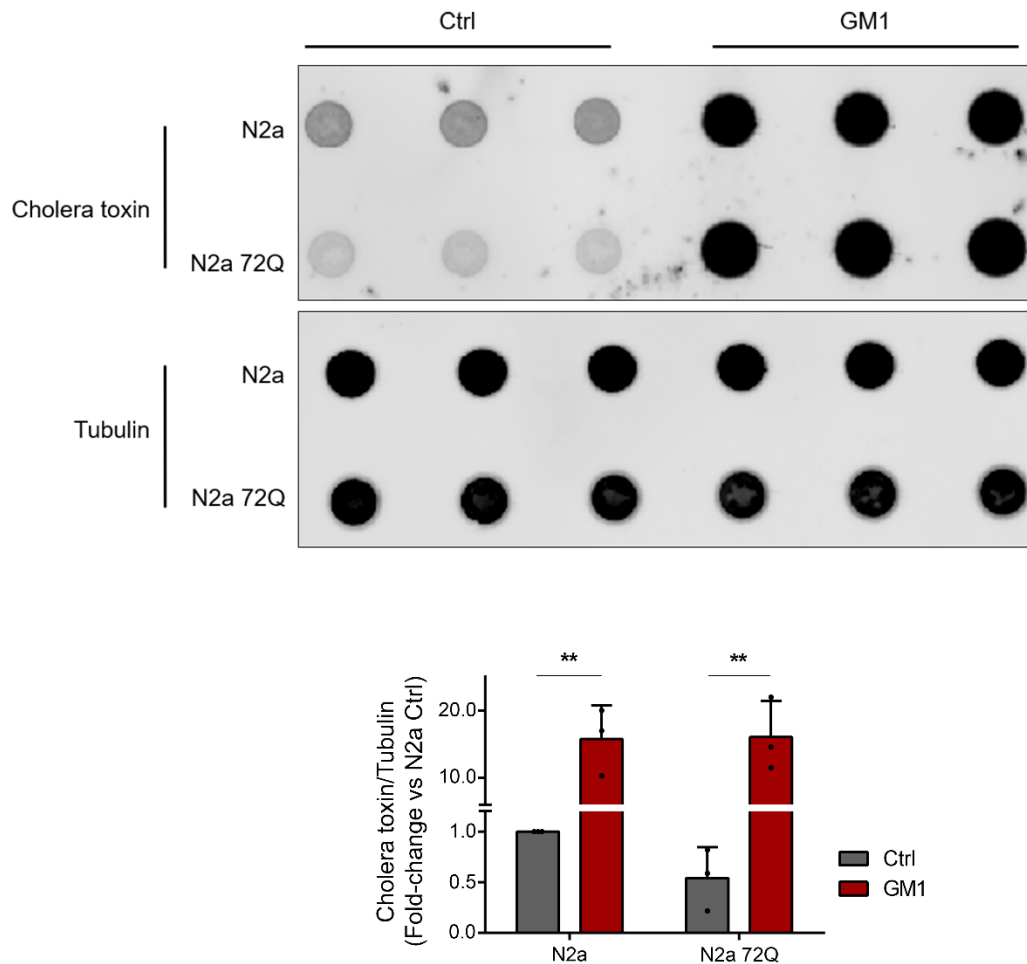 Ctrl GM1
N2a
Cholera toxin
N2a 72Q
N2a
Tubulin
N2a 72Q
** **
Cholera toxin/Tubulin
(Fold-change vs N2a Ctrl)
20.0
10.0
1.0
0.5
0.0
N2a N2a 72Q
Ctrl
GM1